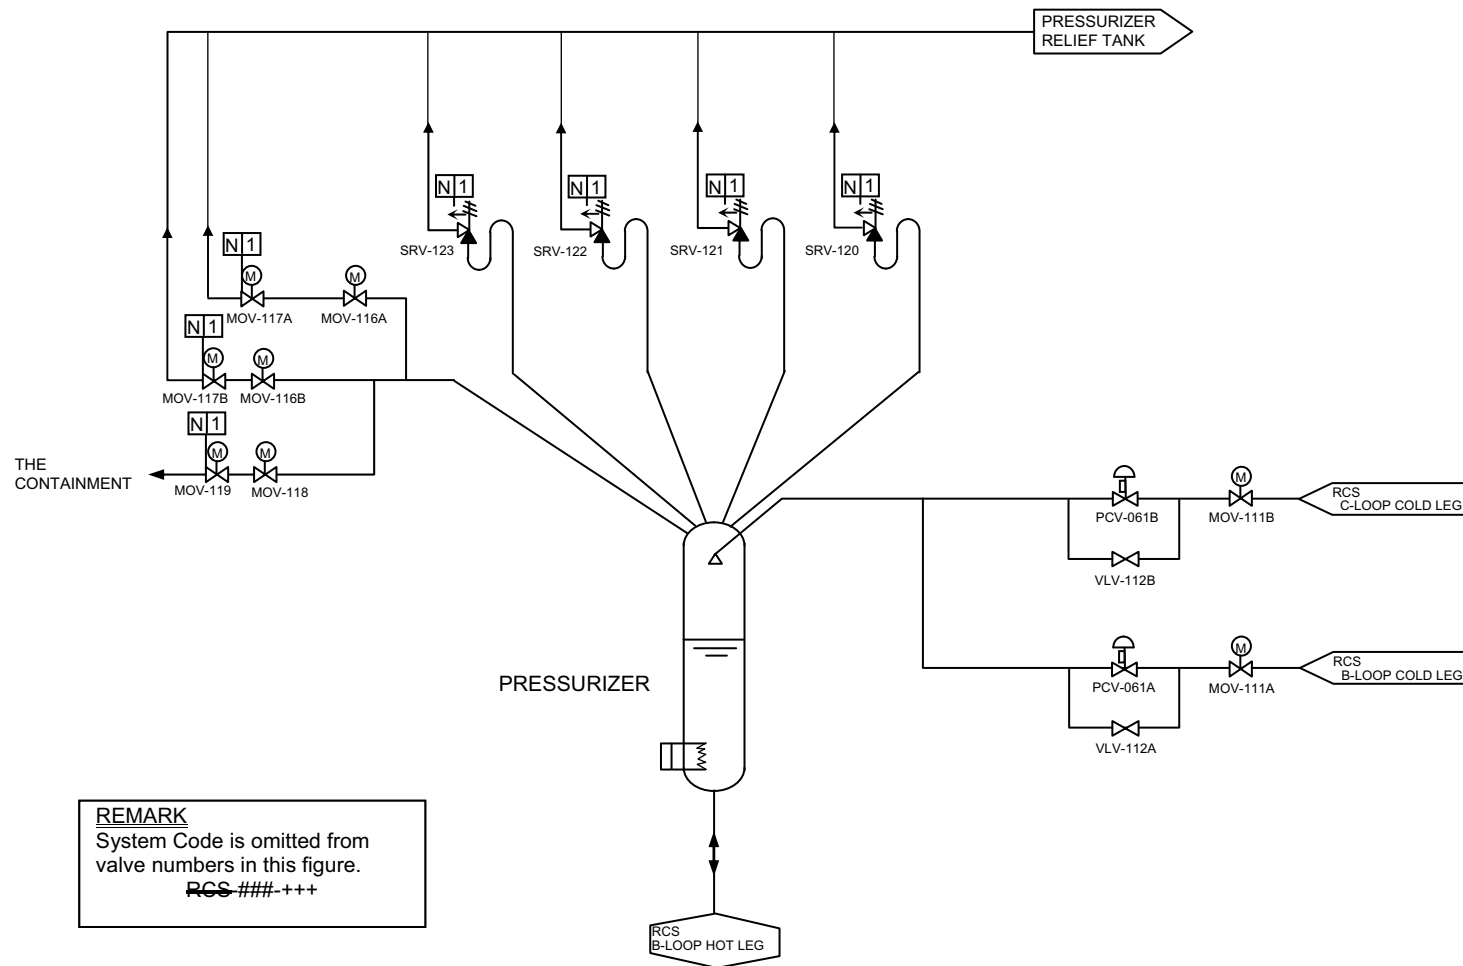 PRESSURIZER
RELIEF TANK
N 1
N 1
N 1
N 1
SRV-123
SRV-122
SRV-121
SRV-120
N 1
M
M
MOV-117A
MOV-116A
N 1
M
M
MOV-117B
MOV-116B
N 1
M
M
THE
CONTAINMENT
MOV-119
MOV-118
M
RCS
C-LOOP COLD LEG
PCV-061B
MOV-111B
VLV-112B
M
RCS
B-LOOP COLD LEG
PCV-061A
MOV-111A
VLV-112A
PRESSURIZER
REMARK
System Code is omitted from
valve numbers in this figure.
RCS-###-+++
RCS
B-LOOP HOT LEG